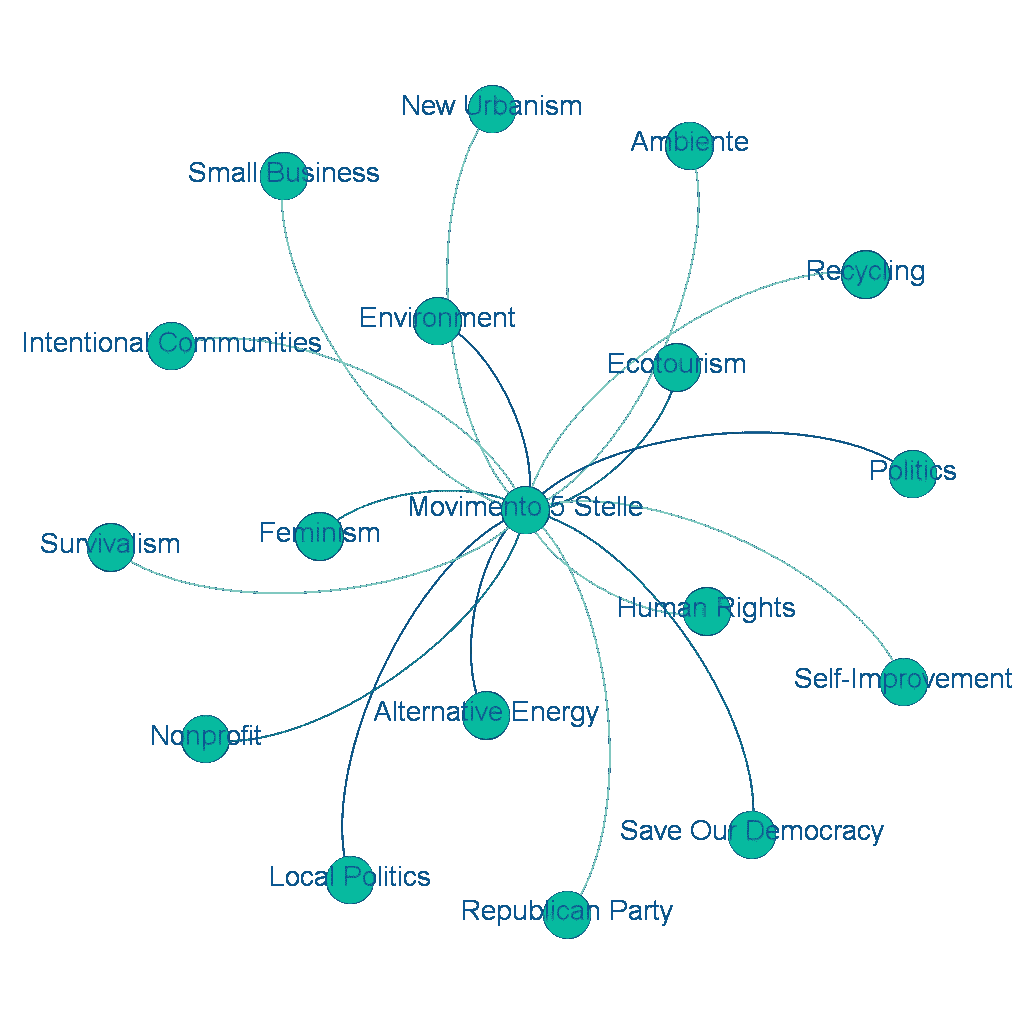 New Urbanism
Ambiente
Small Business
Recycling
Environment
Intentional Communities
Ecotourism
Politics
Movimento 5 Stelle
Feminism
Survivalism
Human Rights
Self-Improvement
Alternative Energy
Nonprofit
Save Our Democracy
Local Politics
Republican Party